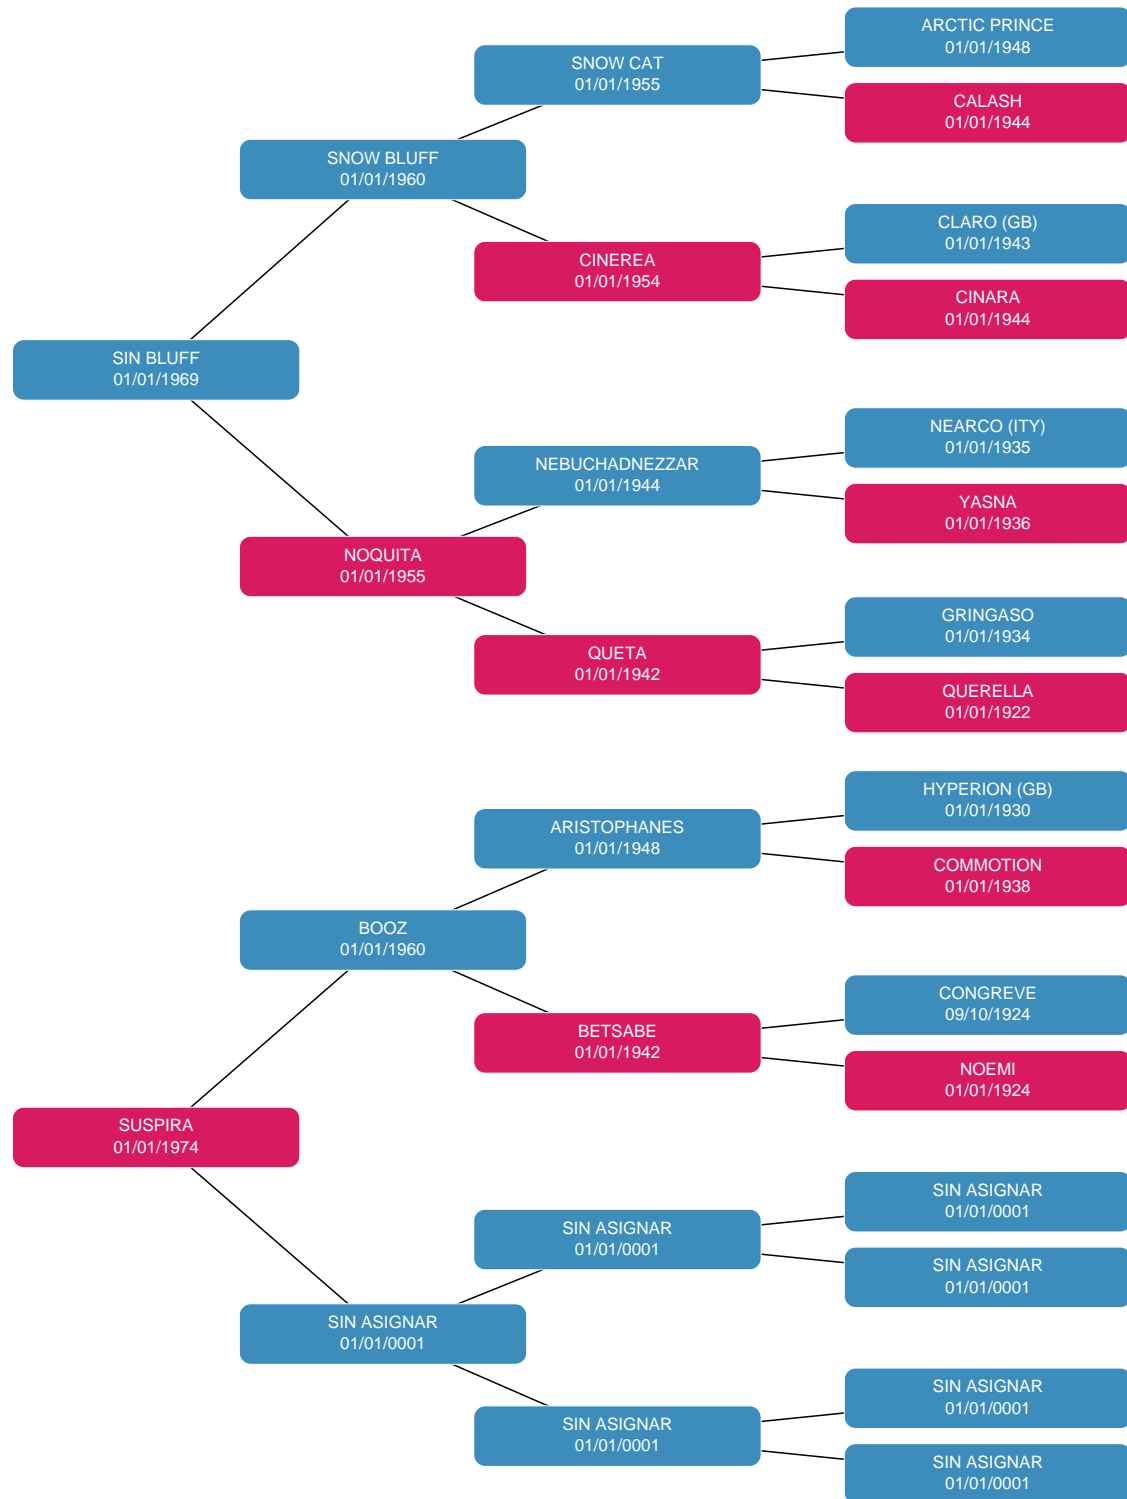 ARCTIC PRINCE
01/01/1948
SNOW CAT
01/01/1955
CALASH
01/01/1944
SNOW BLUFF
01/01/1960
CLARO (GB)
01/01/1943
CINEREA
01/01/1954
CINARA
01/01/1944
SIN BLUFF
01/01/1969
NEARCO (ITY)
01/01/1935
NEBUCHADNEZZAR
01/01/1944
YASNA
01/01/1936
NOQUITA
01/01/1955
GRINGASO
01/01/1934
QUETA
01/01/1942
QUERELLA
01/01/1922
HYPERION (GB)
01/01/1930
ARISTOPHANES
01/01/1948
COMMOTION
01/01/1938
BOOZ
01/01/1960
CONGREVE
09/10/1924
BETSABE
01/01/1942
NOEMI
01/01/1924
SUSPIRA
01/01/1974
SIN ASIGNAR
01/01/0001
SIN ASIGNAR
01/01/0001
SIN ASIGNAR
01/01/0001
SIN ASIGNAR
01/01/0001
SIN ASIGNAR
01/01/0001
SIN ASIGNAR
01/01/0001
SIN ASIGNAR
01/01/0001